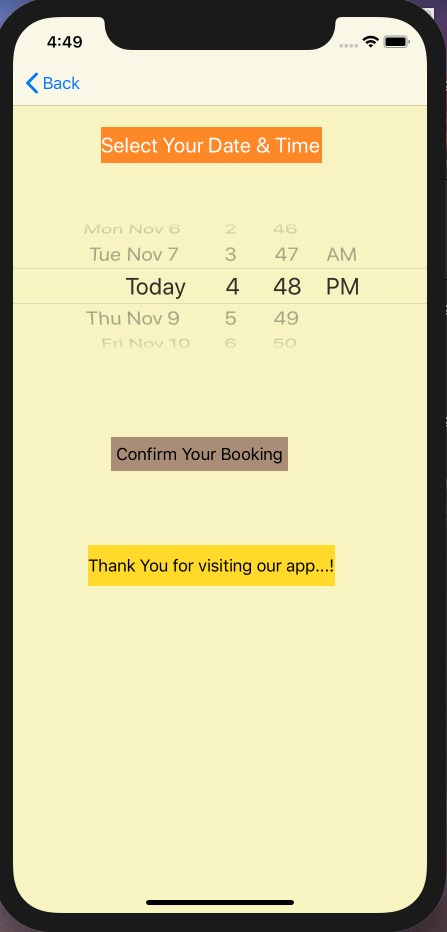 4:49
Back
Select Your Date & Time
Mon Nov 6 2 46
Tue Nov 7 3 47 AM
Today 4 48 PM
Thu Nov 9 5 49
Fri Nov 10 6 50
Confirm Your Booking
Thank You for visiting our app...!